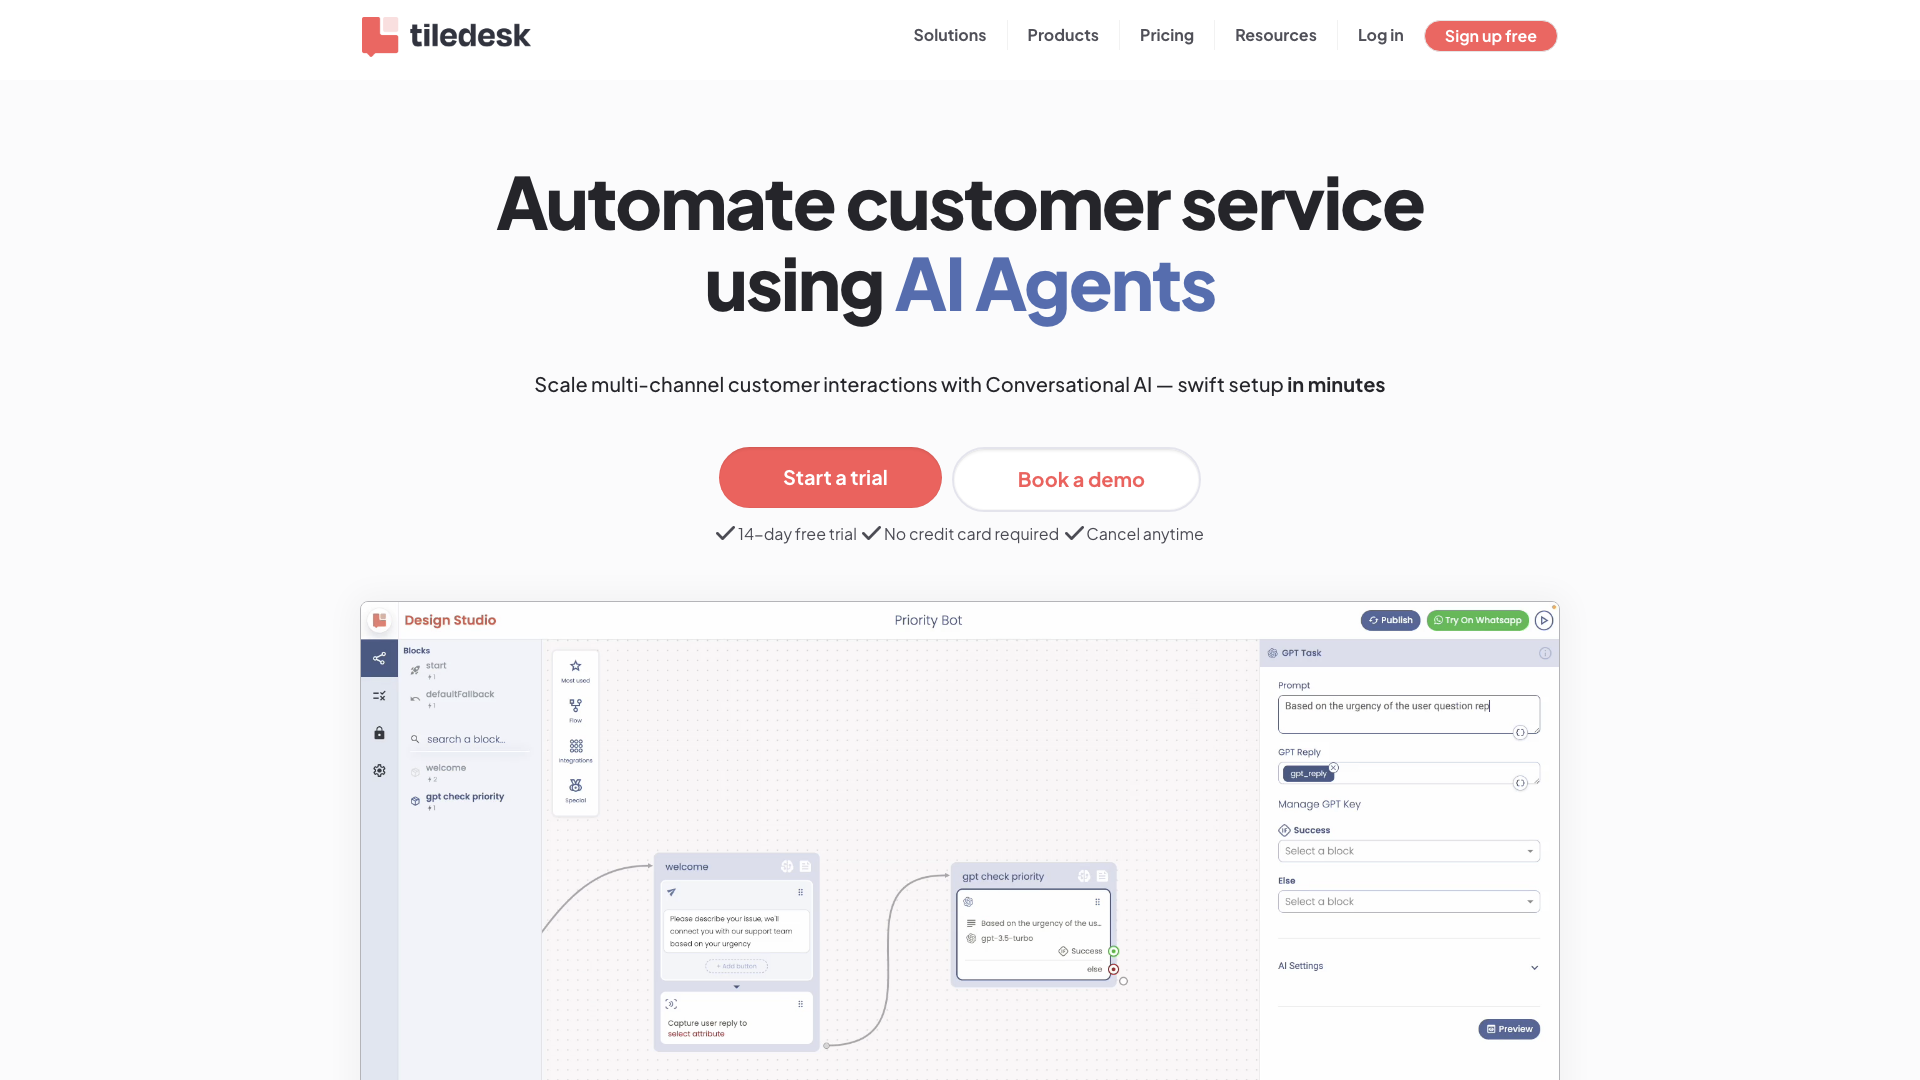 tiledesk
Solutions
Products
Pricing
Resources
Log in
Sign up free
Automate customer service
using AI Agents
Scale multi-channel customer interactions with Conversational AI — swift setup in minutes
Start a trial
Book a demo
14-day free trial
No credit card required
Cancel anytime
Design Studio
Priority Bot
Publish
Try On Whatsapp
Blocks
start
+1
defaultFallback
+1
search a block...
welcome
+2
gpt check priority
+1
Most used
Flow
Integrations
Special
welcome
Please describe your issue, we'll
connect you with our support team
based on your urgency
+ Add button
Capture user reply to
select attribute
gpt check priority
Based on the urgency of the us...
gpt-3.5-turbo
Success
else
GPT Task
Prompt
Based on the urgency of the user question rep
GPT Reply
gpt_reply
Manage GPT Key
Success
Select a block
Else
Select a block
AI Settings
Preview